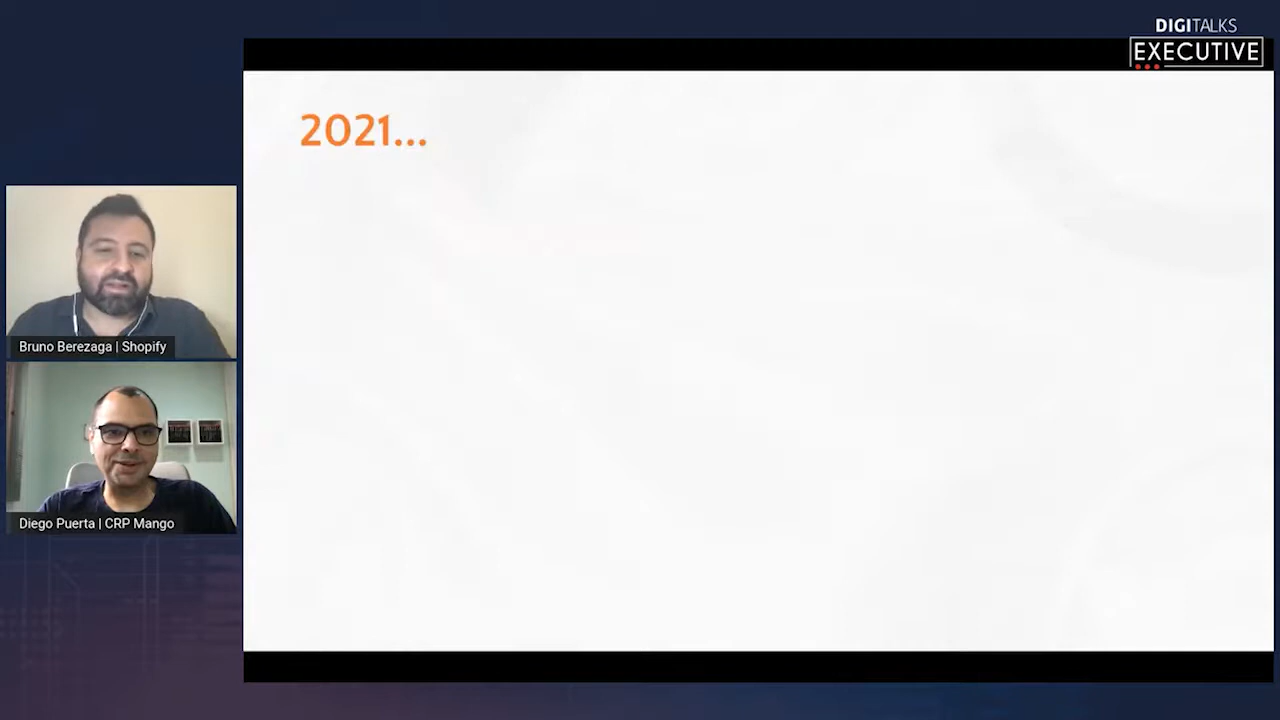 DIGITALKS
EXECUTIVE
2021...
Bruno Berezaga | Shopify
Diego Puerta | CRP Mango